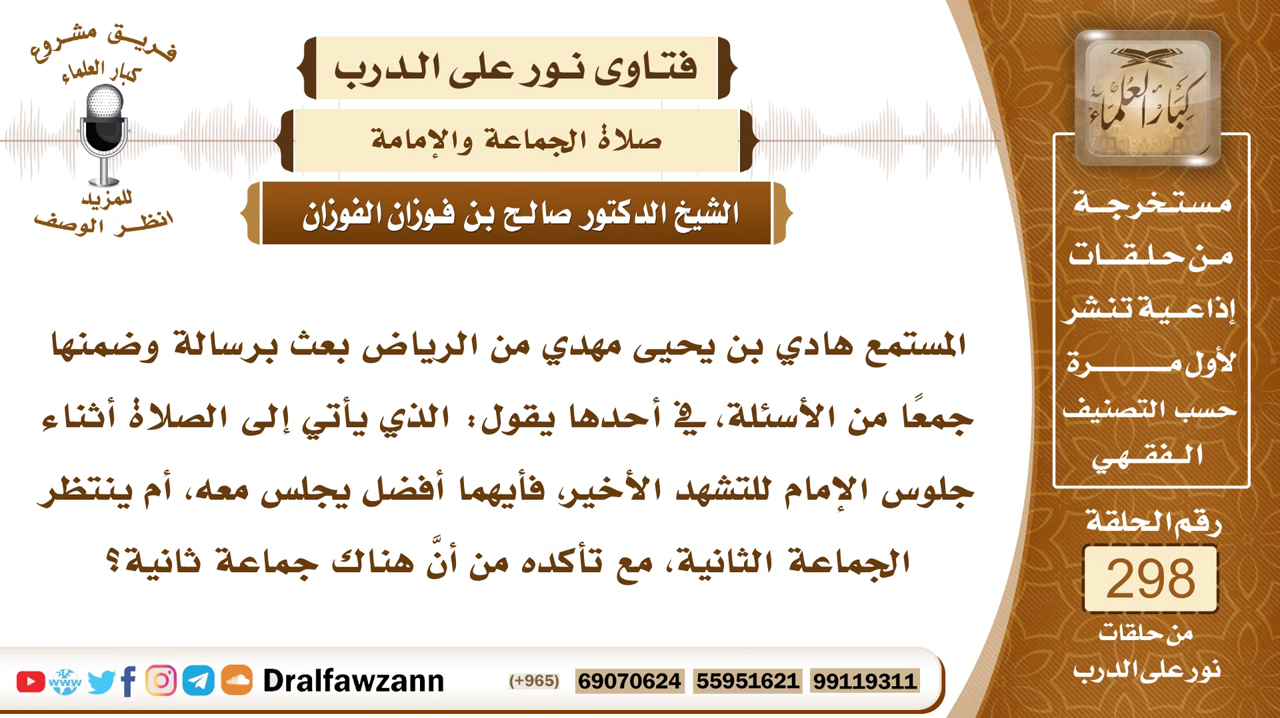 فريق مشروع
كبار العلماء
للمزيد
انظر الوصف
فتاوى نور على الدرب
صلاة الجماعة والإمامة
الشيخ الدكتور صالح بن فوزان الفوزان
المستمع هادي بن يحيى مهدي من الرياض بعث برسالة وضمنها
جمعًا من الأسئلة، في أحدها يقول: الذي يأتي إلى الصلاة أثناء
جلوس الإمام للتشهد الأخير، فأيهما أفضل يجلس معه، أم ينتظر
الجماعة الثانية، مع تأكده من أنَّ هناك جماعة ثانية؟
كبار العلماء
مستخرجة
من حلقات
إذاعية تنشر
لأول مرة
حسب التصنيف
الفقهي
رقم الحلقة
298
من حلقات
نور على الدرب
www Dralfawzann (+965) 69070624 55951621 99119311